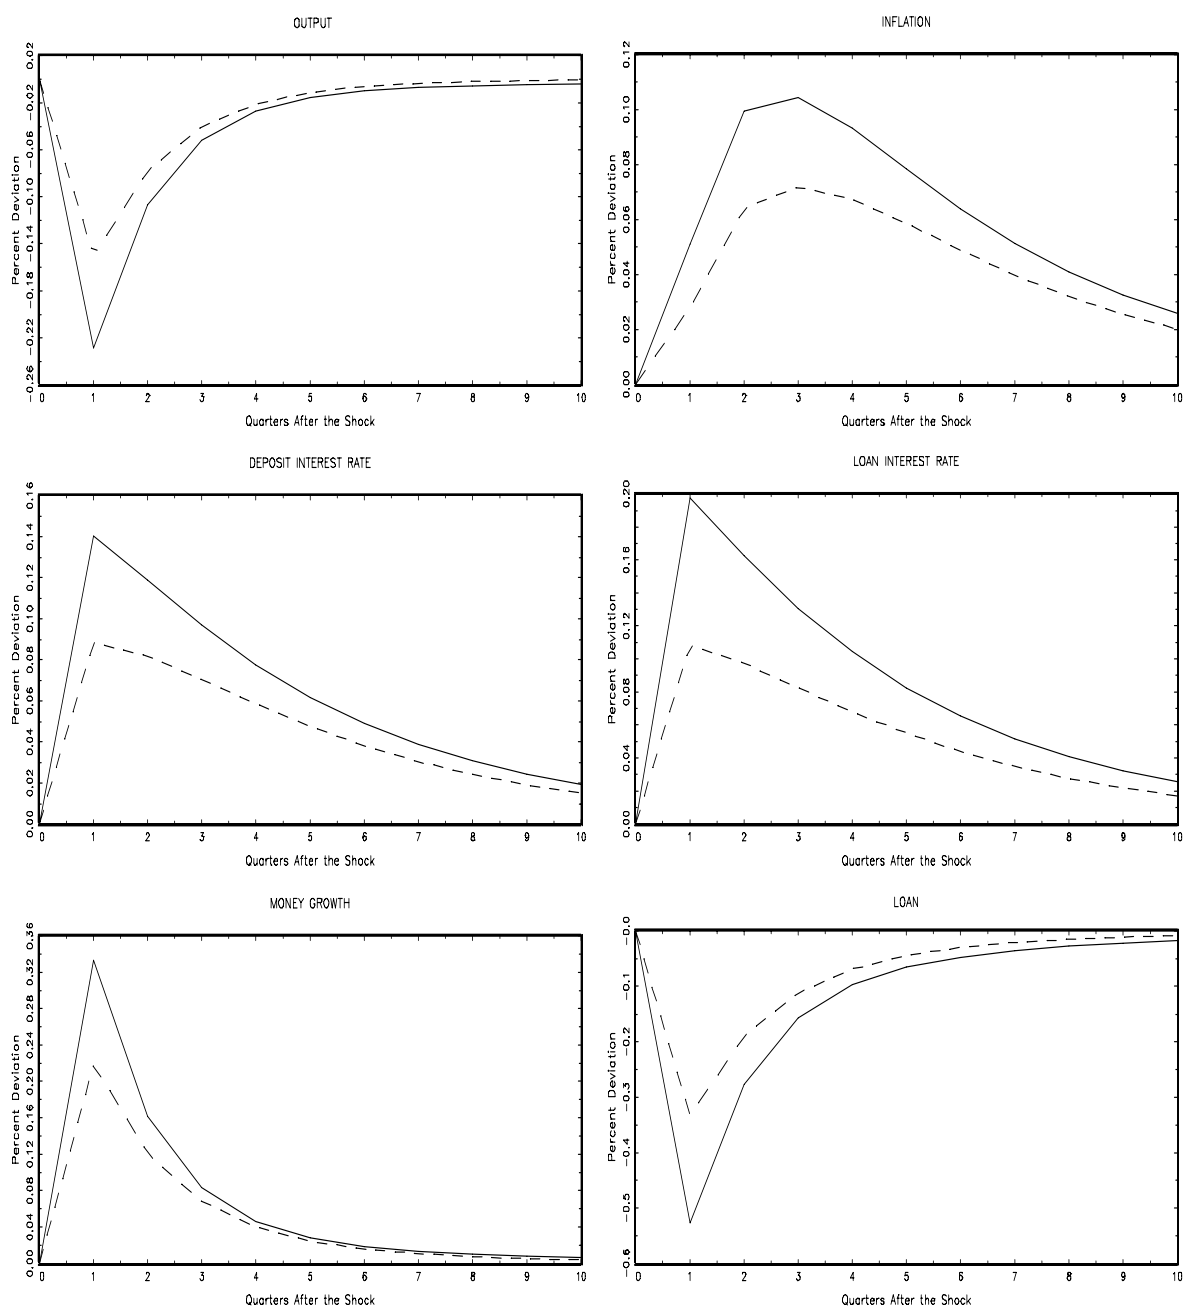 OUTPUT
0.02
-0.02
-0.06
-0.10
-0.14
-0.18
-0.22
-0.26
Percent Deviation
0 1 2 3 4 5 6 7 8 9 10
Quarters After the Shock
INFLATION
0.12
0.10
0.08
0.06
0.04
0.02
0.00
Percent Deviation
0 1 2 3 4 5 6 7 8 9 10
Quarters After the Shock
DEPOSIT INTEREST RATE
0.16
0.14
0.12
0.10
0.08
0.06
0.04
0.02
0.00
Percent Deviation
0 1 2 3 4 5 6 7 8 9 10
Quarters After the Shock
LOAN INTEREST RATE
0.20
0.16
0.12
0.08
0.04
0.00
Percent Deviation
0 1 2 3 4 5 6 7 8 9 10
Quarters After the Shock
MONEY GROWTH
0.36
0.32
0.28
0.24
0.20
0.16
0.12
0.08
0.04
0.00
Percent Deviation
0 1 2 3 4 5 6 7 8 9 10
Quarters After the Shock
LOAN
-0.0
-0.1
-0.2
-0.3
-0.4
-0.5
-0.6
Percent Deviation
0 1 2 3 4 5 6 7 8 9 10
Quarters After the Shock